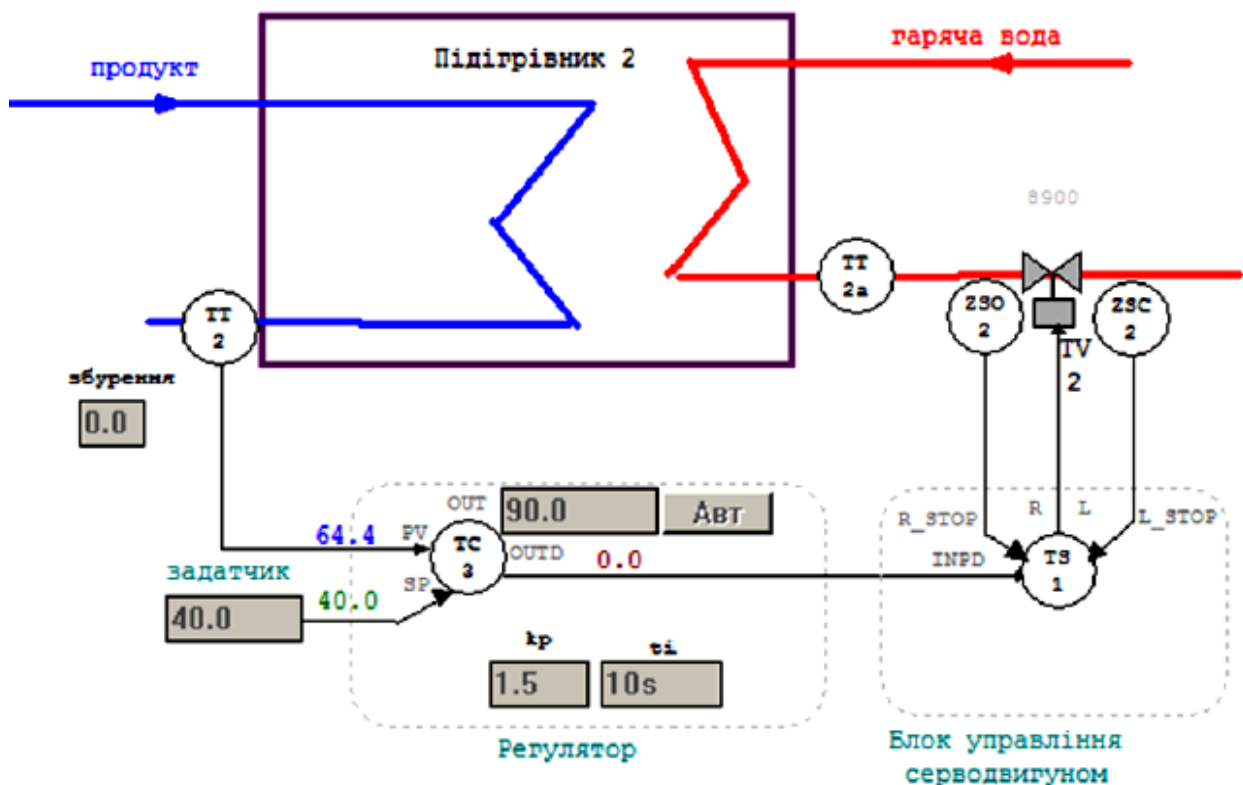 Підігрівник 2
гаряча вода
продукт
8900
TT
2а
TT
2
ZSO
2
ZSC
2
TV
2
збурення
0.0
OUT
90.0
Авт
R_STOP
R
L
L_STOP
64.4
PV
TC
3
OUTD
0.0
INPD
TS
1
задатчик
40.0
40.0
SP
kp
ti
1.5
10s
Регулятор
Блок управління
серводвигуном